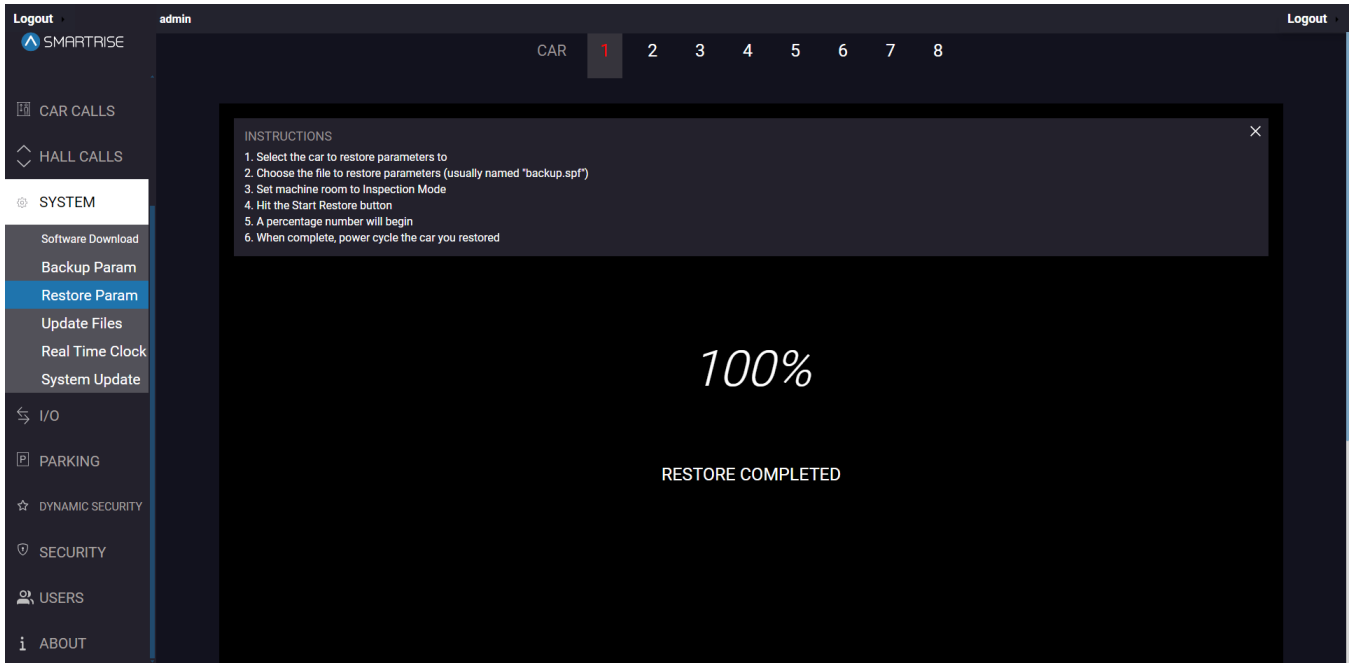 Logout
admin
Logout
SMARTRISE
CAR 1 2 3 4 5 6 7 8
CAR CALLS
HALL CALLS
SYSTEM
Software Download
Backup Param
Restore Param
Update Files
Real Time Clock
System Update
I/O
P PARKING
DYNAMIC SECURITY
SECURITY
USERS
i ABOUT
INSTRUCTIONS
1. Select the car to restore parameters to
2. Choose the file to restore parameters (usually named "backup.spf")
3. Set machine room to Inspection Mode
4. Hit the Start Restore button
5. A percentage number will begin
6. When complete, power cycle the car you restored
100%
RESTORE COMPLETED